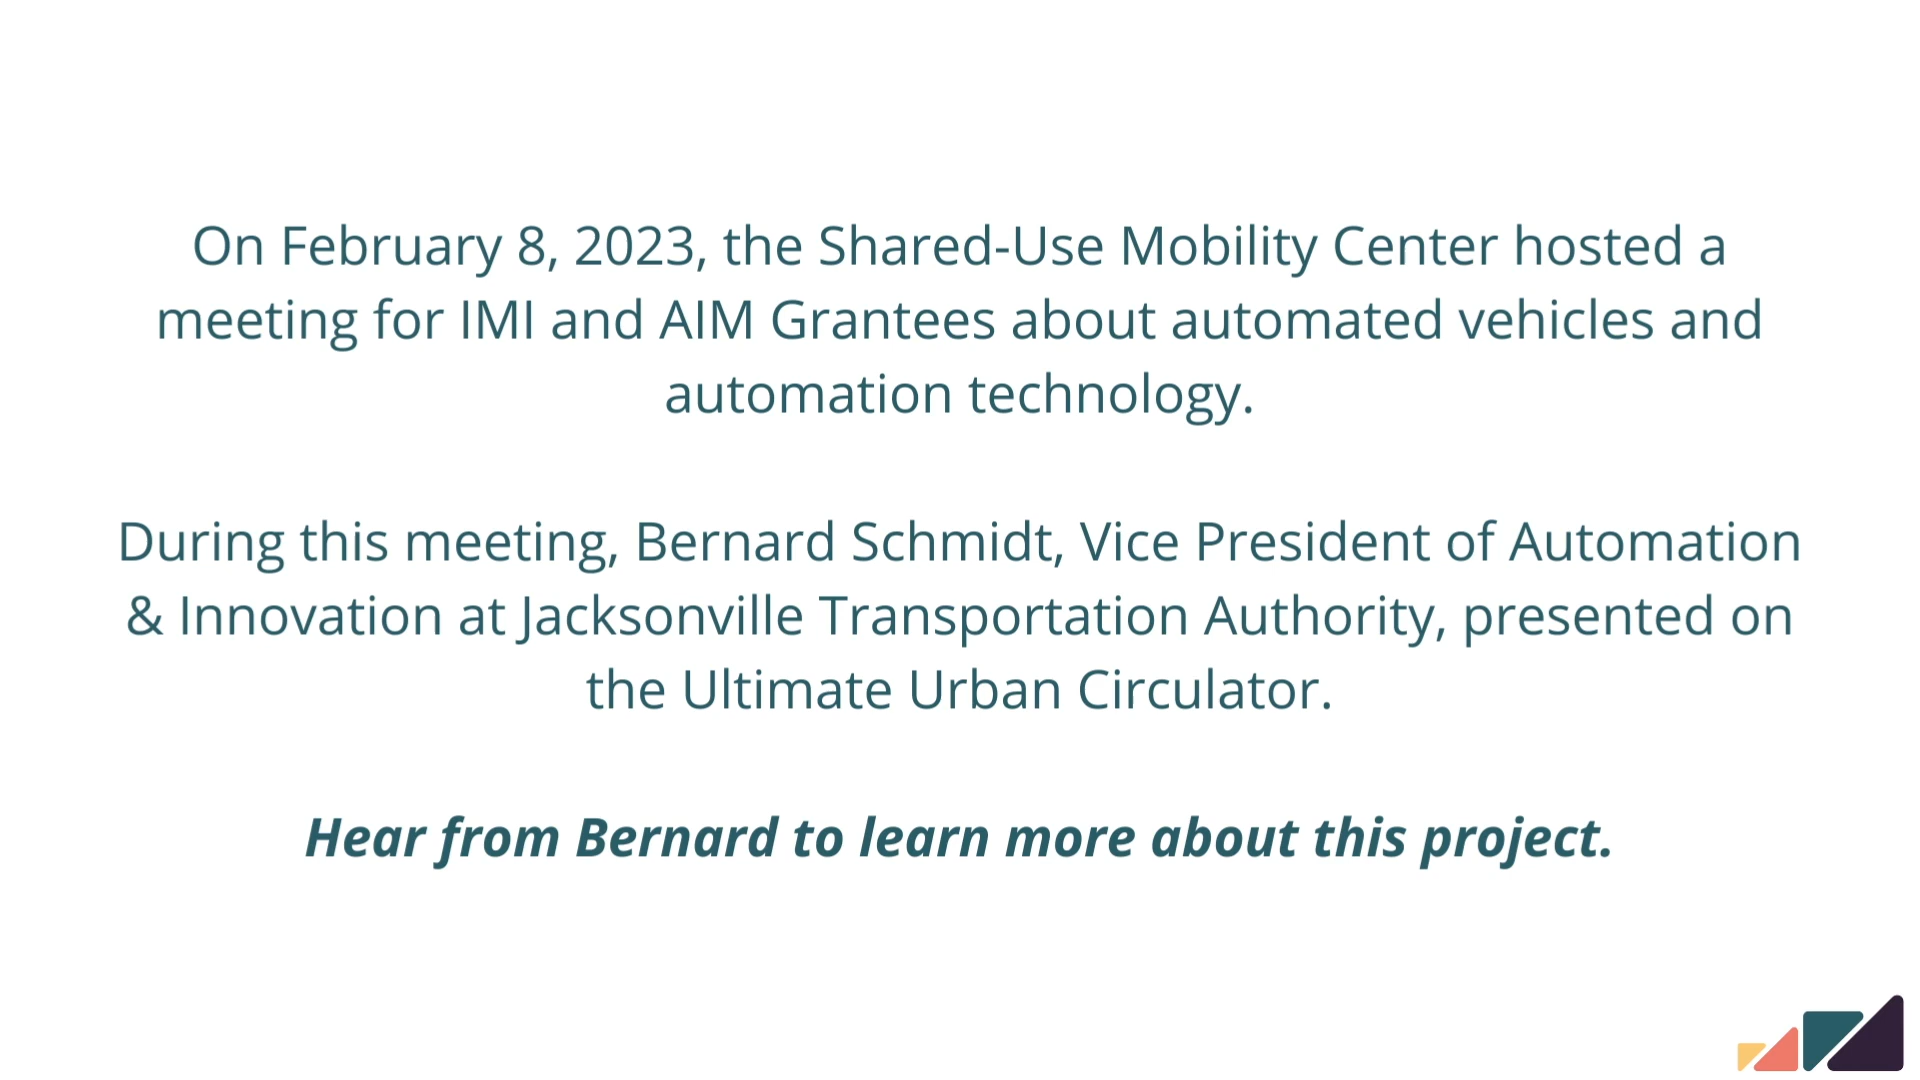 On February 8, 2023, the Shared-Use Mobility Center hosted a
meeting for IMI and AIM Grantees about automated vehicles and
automation technology.
During this meeting, Bernard Schmidt, Vice President of Automation
& Innovation at Jacksonville Transportation Authority, presented on
the Ultimate Urban Circulator.
Hear from Bernard to learn more about this project.